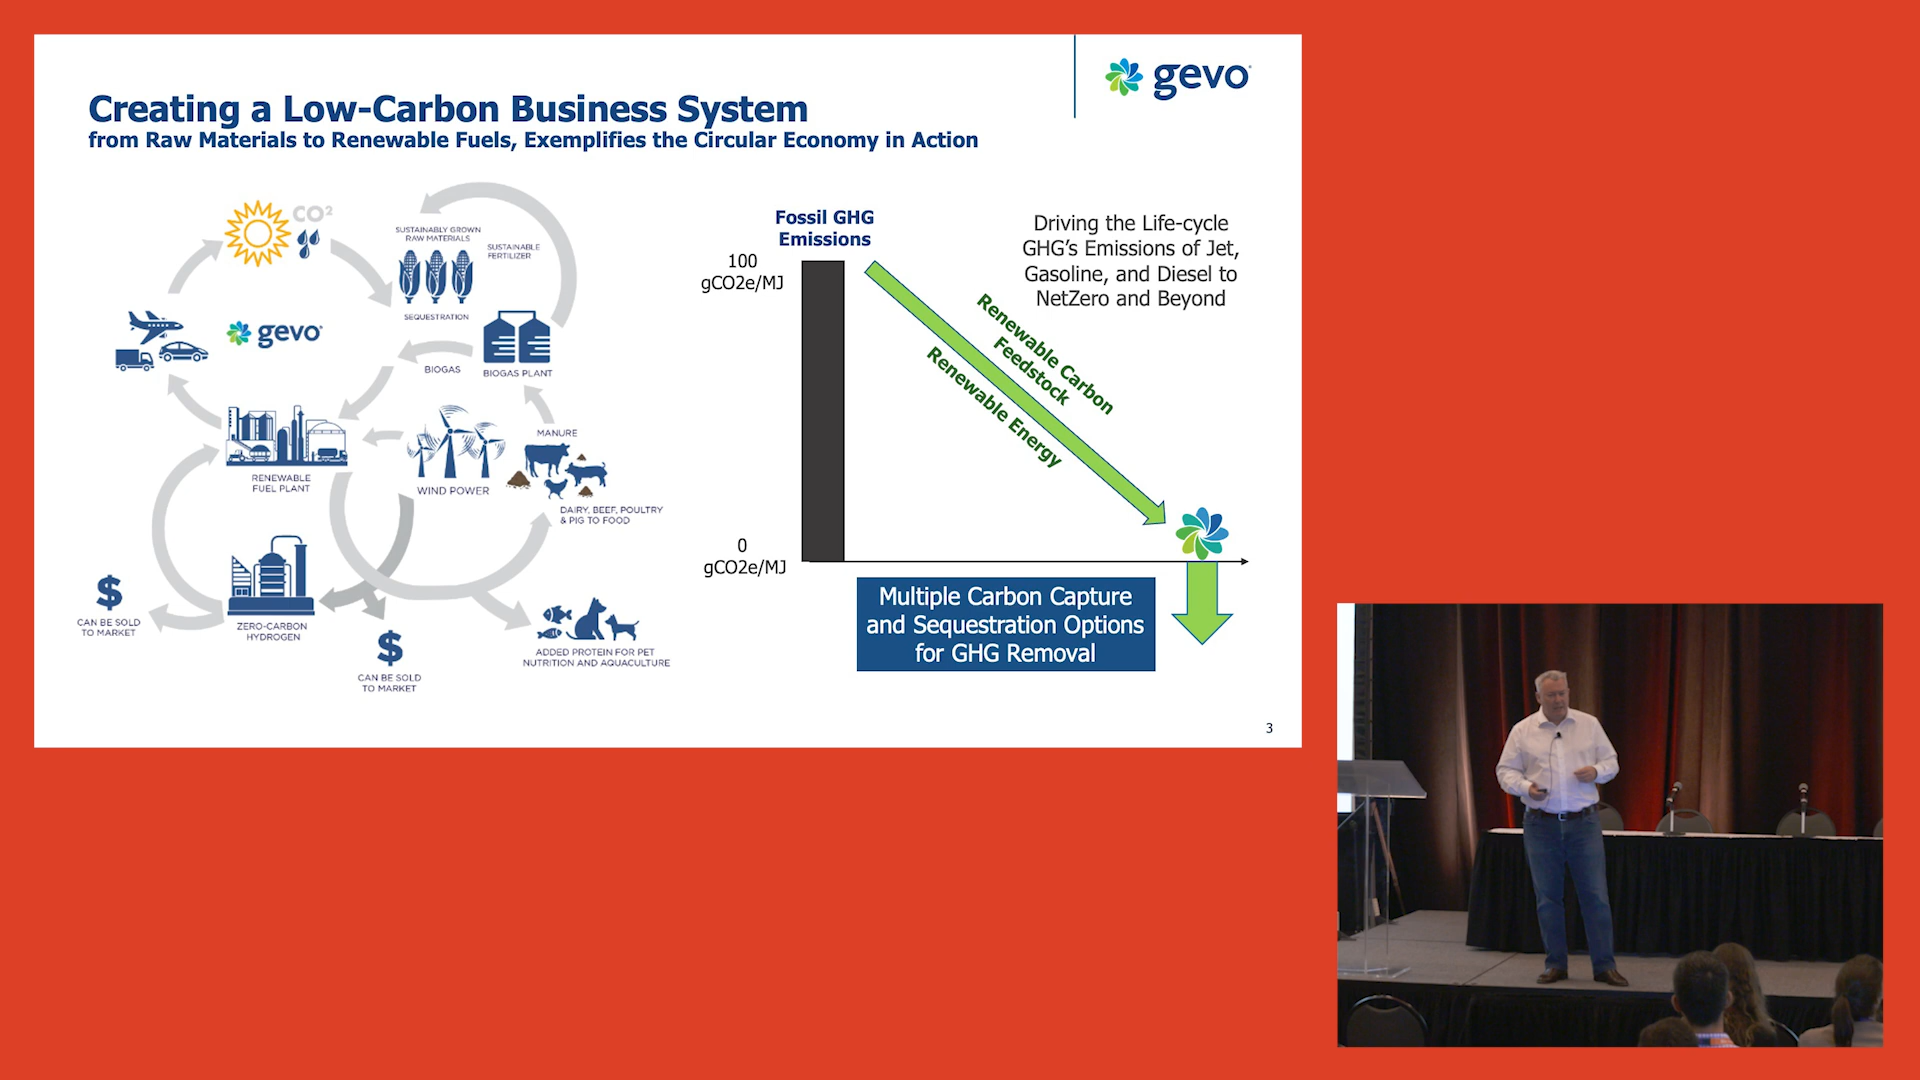 gevo
Creating a Low-Carbon Business System
from Raw Materials to Renewable Fuels, Exemplifies the Circular Economy in Action
CO²
SUSTAINABLY GROWN
RAW MATERIALS
SUSTAINABLE
FERTILIZER
SEQUESTRATION
gevo
BIOGAS
BIOGAS PLANT
MANURE
RENEWABLE
FUEL PLANT
WIND POWER
DAIRY, BEEF, POULTRY
& PIG TO FOOD
$
CAN BE SOLD
TO MARKET
ZERO-CARBON
HYDROGEN
$
CAN BE SOLD
TO MARKET
ADDED PROTEIN FOR PET
NUTRITION AND AQUACULTURE
Fossil GHG
Emissions
100
gCO2e/MJ
0
gCO2e/MJ
Driving the Life-cycle
GHG’s Emissions of Jet,
Gasoline, and Diesel to
NetZero and Beyond
Renewable Carbon
Feedstock
Renewable Energy
Multiple Carbon Capture
and Sequestration Options
for GHG Removal
3